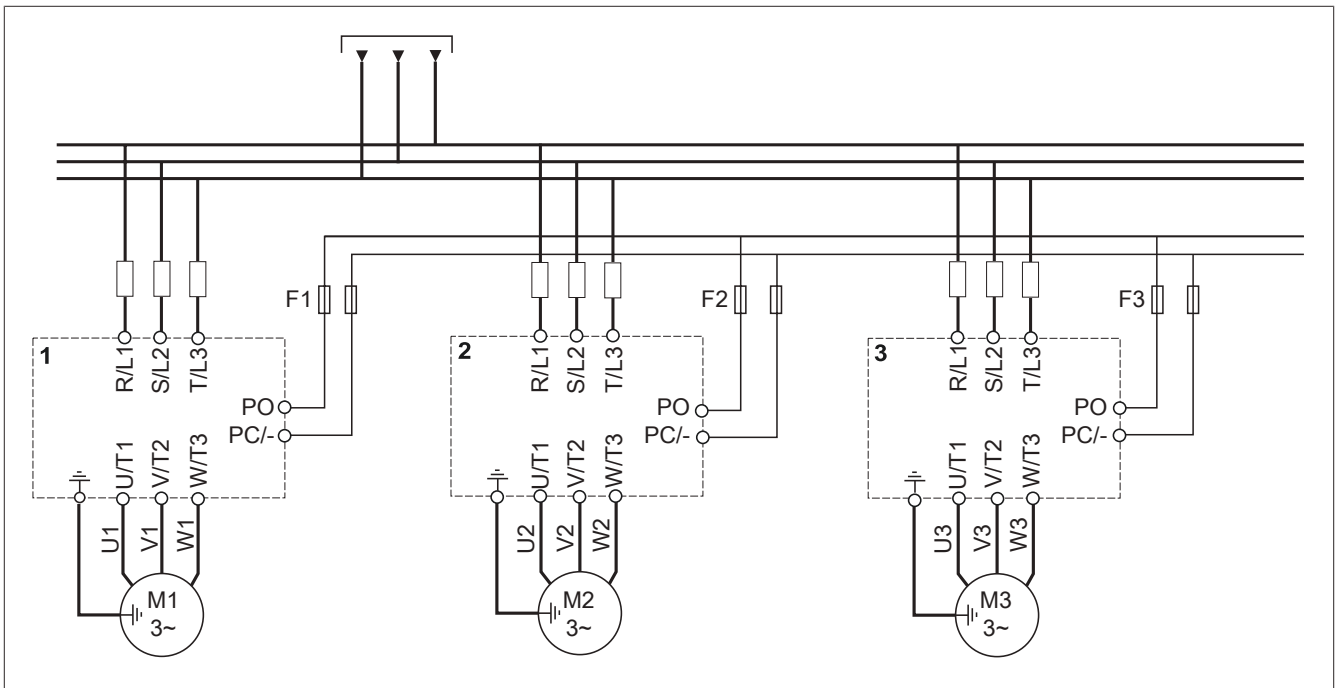 F1
F2
F3
1
R/L1
S/L2
T/L3
PO
PC/-
U/T1
V/T2
W/T3
U1
V1
W1
M1
3~
2
R/L1
S/L2
T/L3
PO
PC/-
U/T1
V/T2
W/T3
U2
V2
W2
M2
3~
3
R/L1
S/L2
T/L3
PO
PC/-
U/T1
V/T2
W/T3
U3
V3
W3
M3
3~